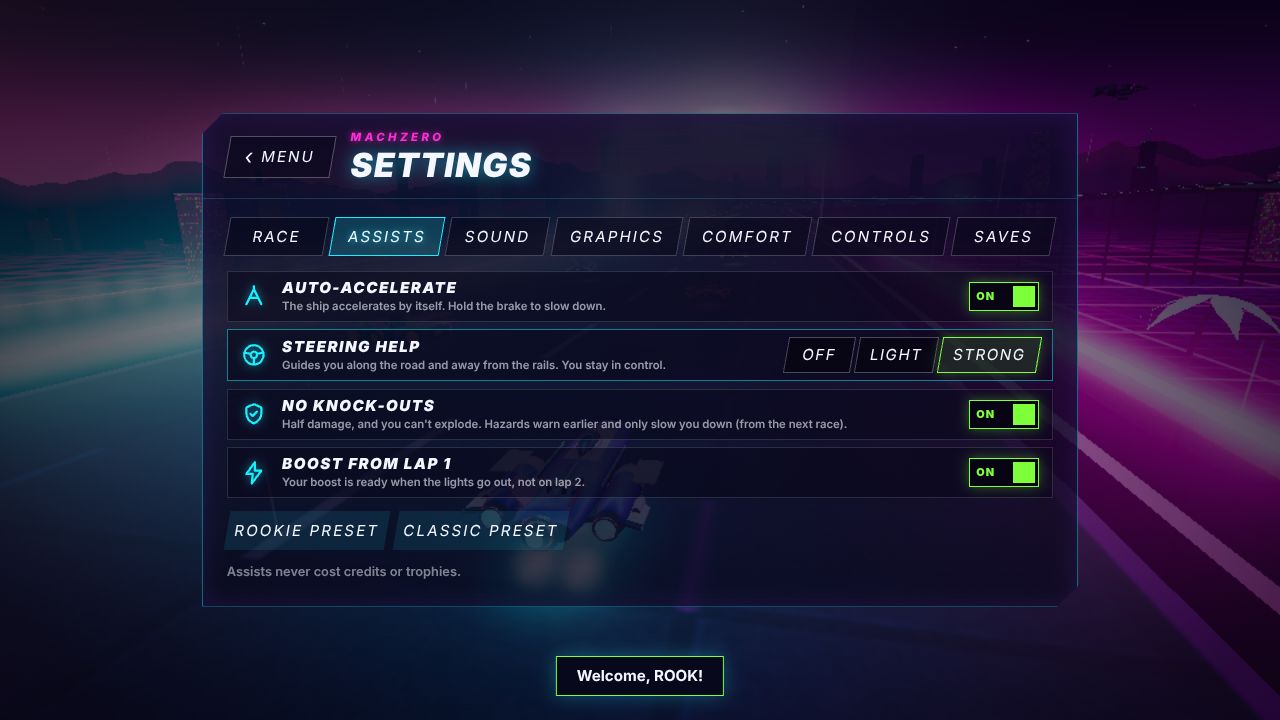 ‹ MENU
MACHZERO
SETTINGS
RACE ASSISTS SOUND GRAPHICS COMFORT CONTROLS SAVES
AUTO-ACCELERATE
The ship accelerates by itself. Hold the brake to slow down.
ON
STEERING HELP
Guides you along the road and away from the rails. You stay in control.
OFF LIGHT STRONG
NO KNOCK-OUTS
Half damage, and you can't explode. Hazards warn earlier and only slow you down (from the next race).
ON
BOOST FROM LAP 1
Your boost is ready when the lights go out, not on lap 2.
ON
ROOKIE PRESET CLASSIC PRESET
Assists never cost credits or trophies.
Welcome, ROOK!